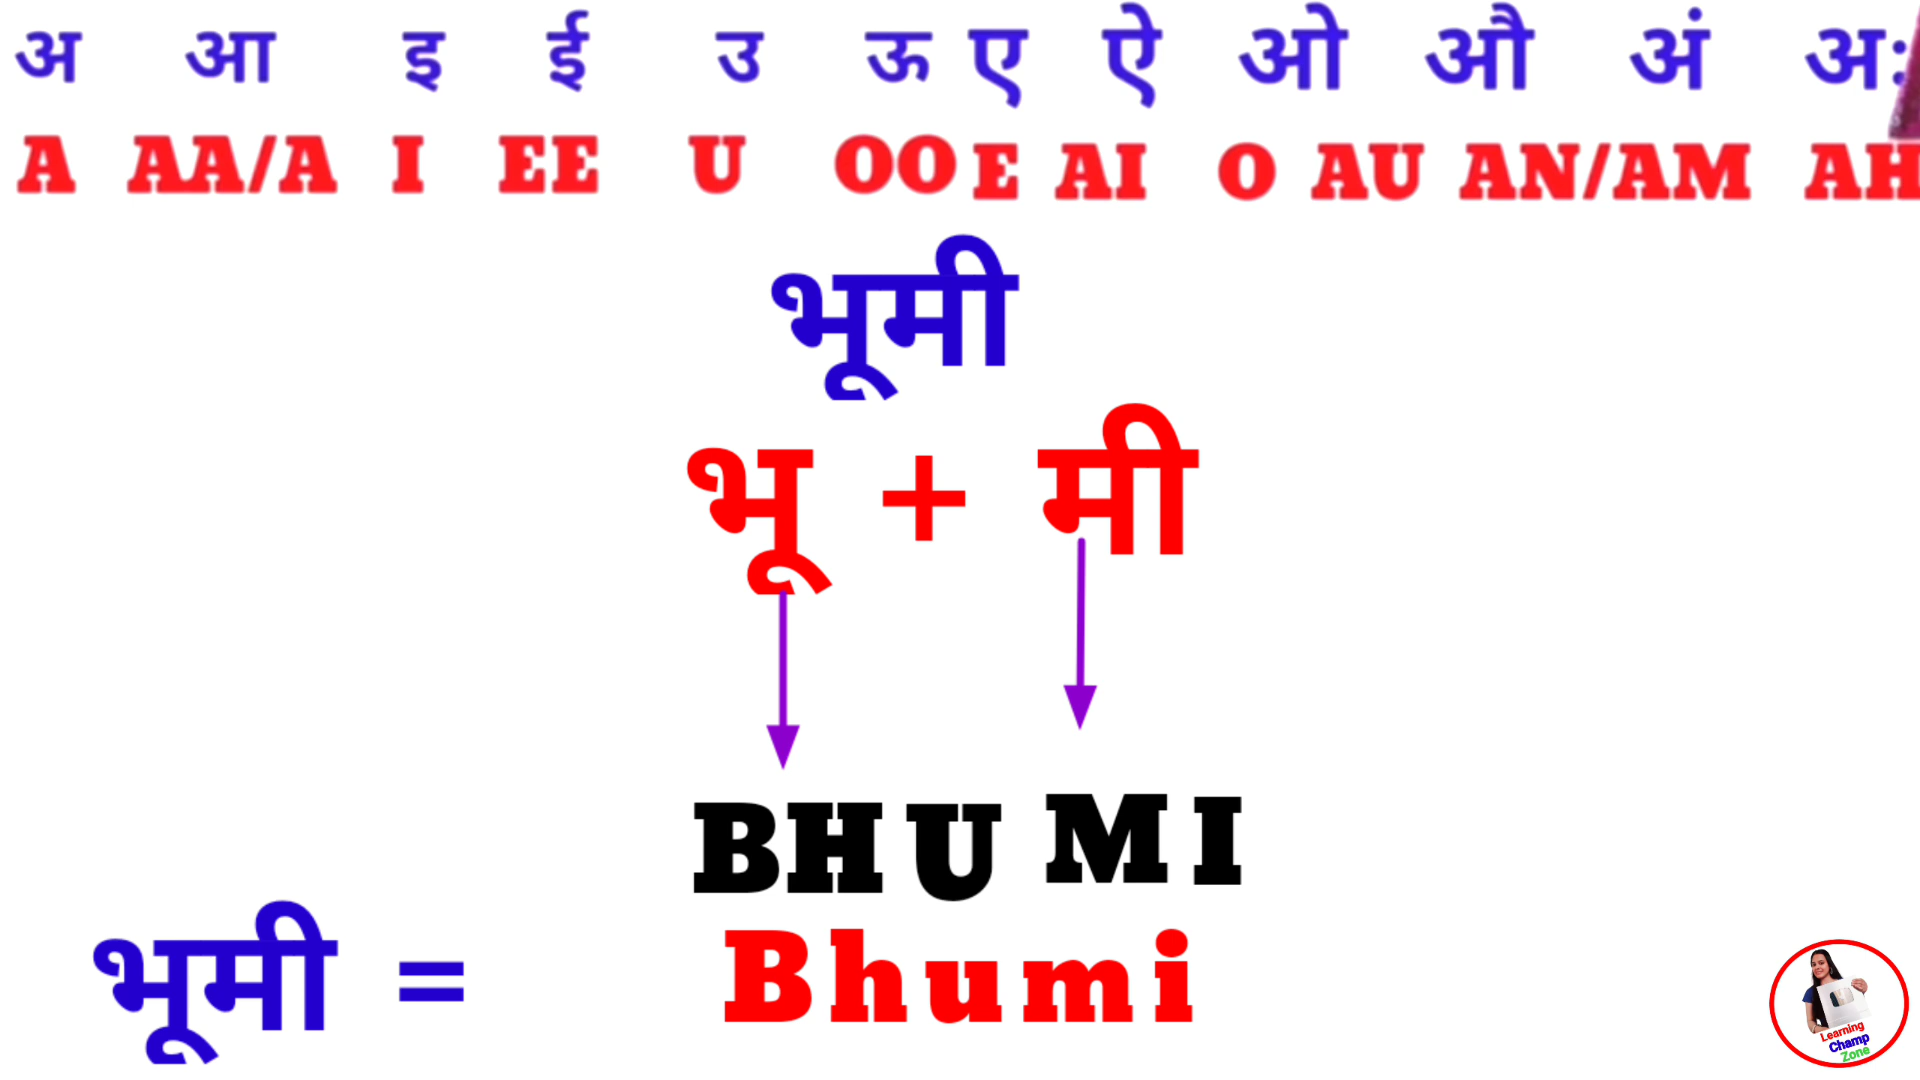 अ आ इ ई उ ऊ ए ऐ ओ औ अं अः
A AA/A I EE U OO E AI O AU AN/AM AH
भूमी
भू + मी
BHU MI
भूमी = Bhumi
Learning
Champ
Zone